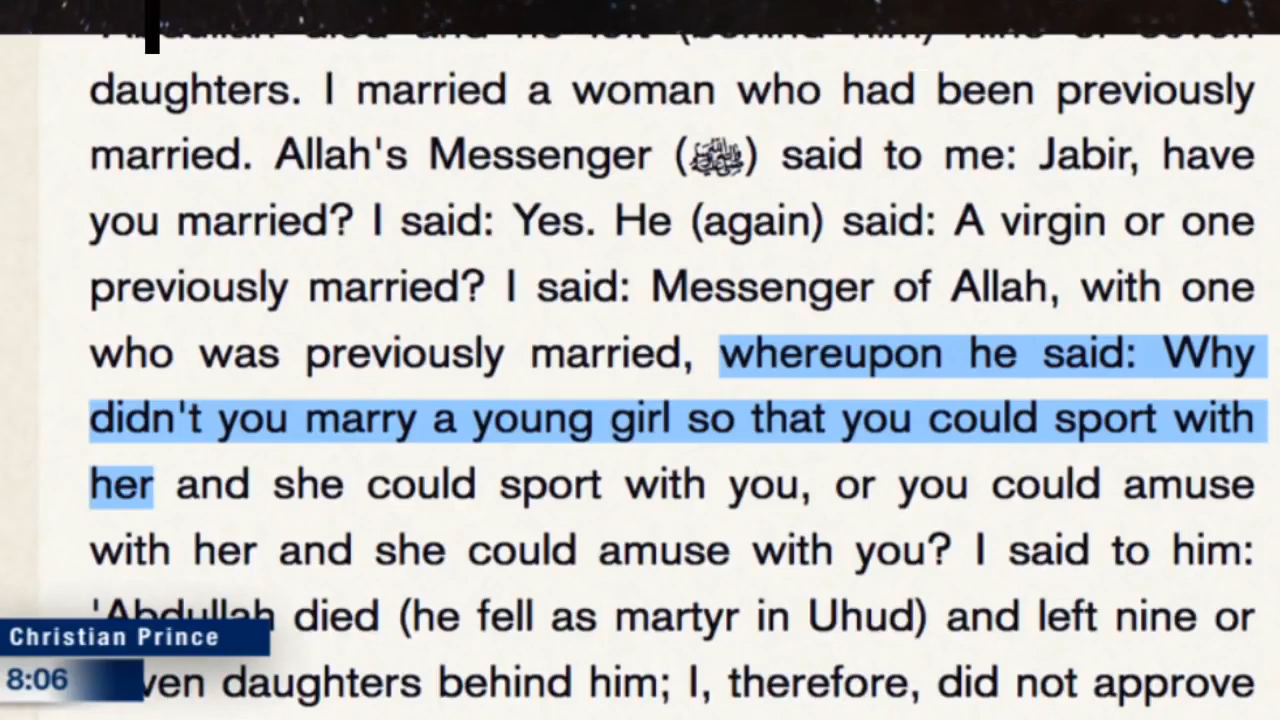 daughters. I married a woman who had been previously
married. Allah's Messenger (ﷺ) said to me: Jabir, have
you married? I said: Yes. He (again) said: A virgin or one
previously married? I said: Messenger of Allah, with one
who was previously married, whereupon he said: Why
didn't you marry a young girl so that you could sport with
her and she could sport with you, or you could amuse
with her and she could amuse with you? I said to him:
'Abdullah died (he fell as martyr in Uhud) and left nine or
Christian Prince
ven daughters behind him; I, therefore, did not approve
8:06